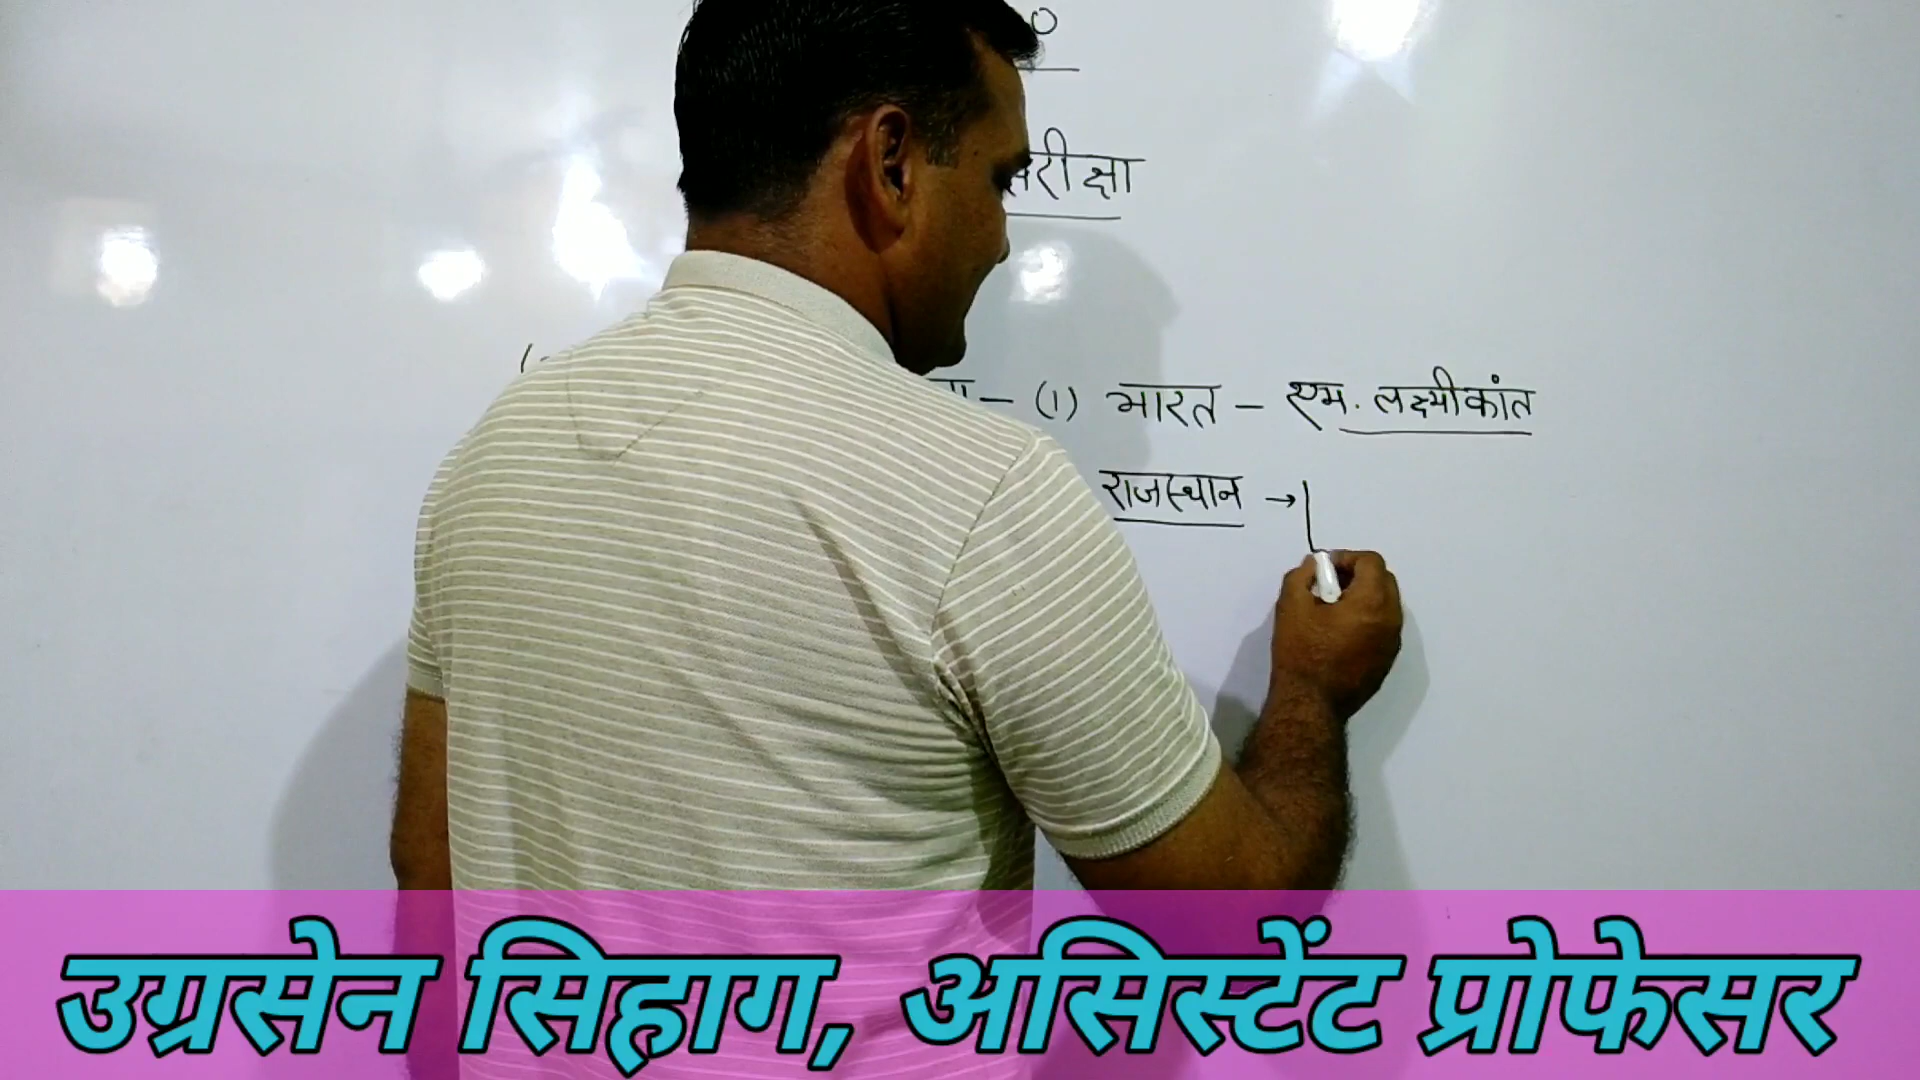 परीक्षा
(1) भारत - एम. लक्ष्मीकांत
राजस्थान →
उग्रसेन सिहाग, असिस्टेंट प्रोफेसर